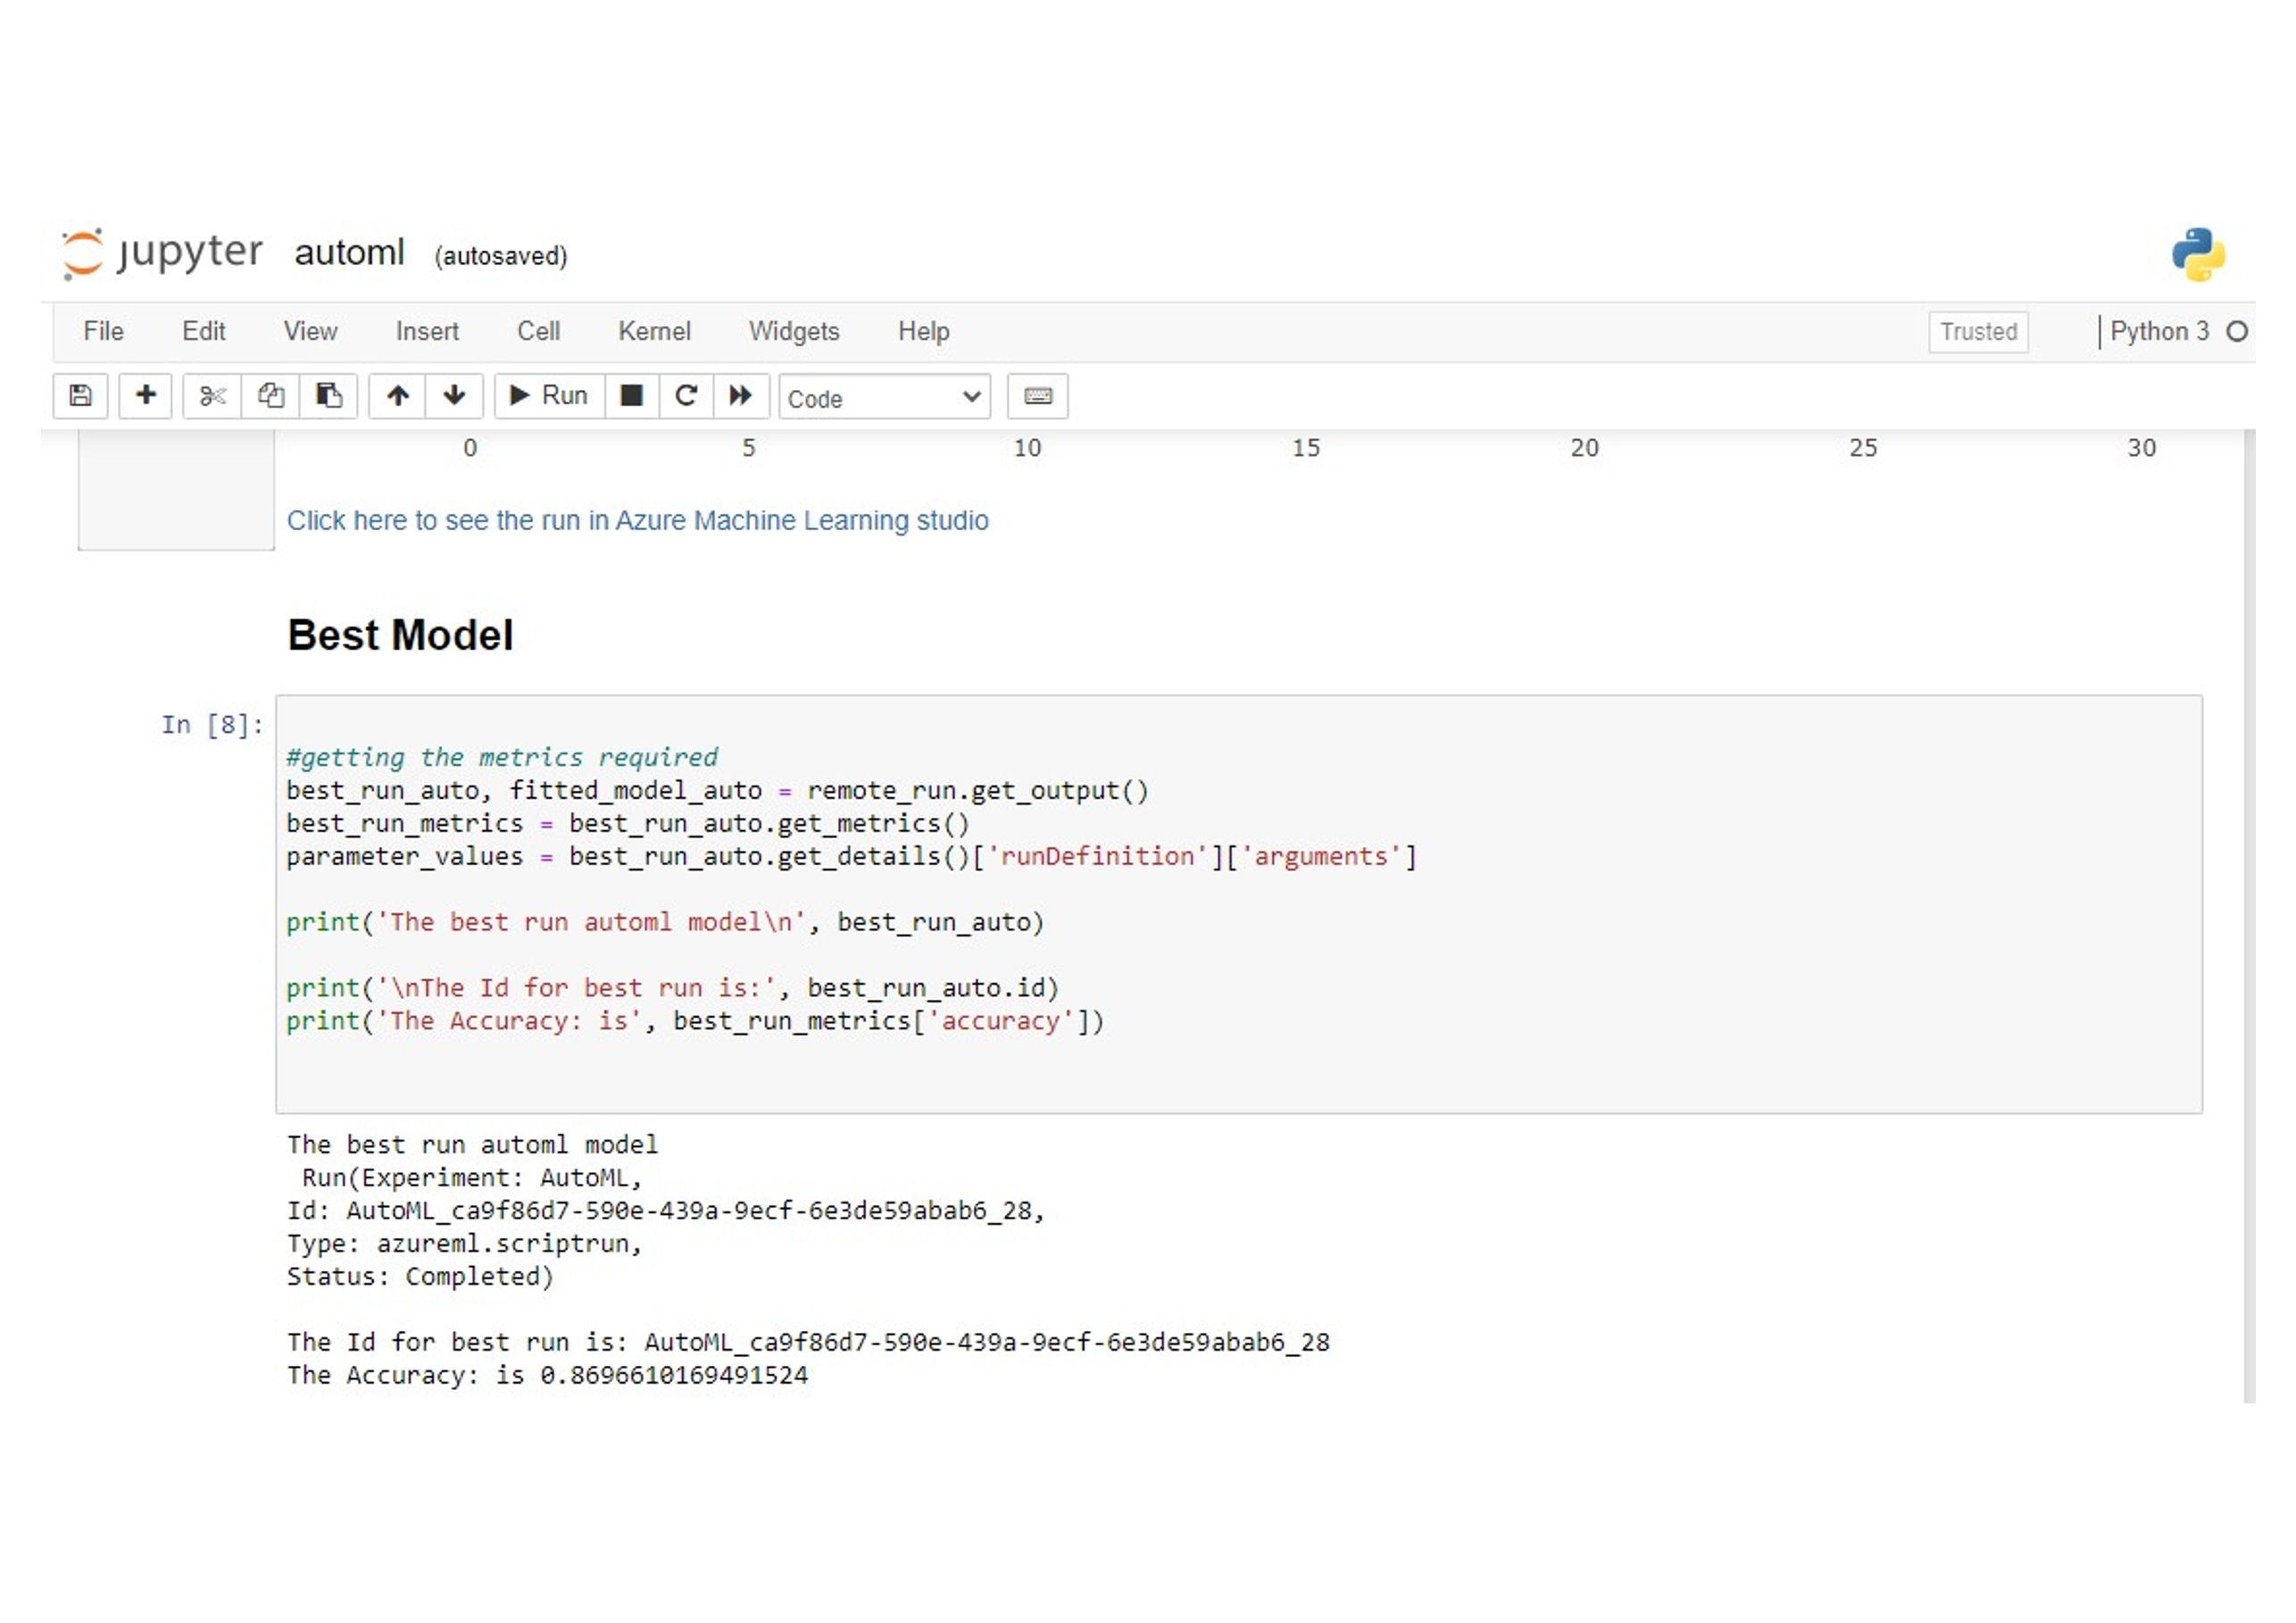 jupyter automl (autosaved)
File Edit View Insert Cell Kernel Widgets Help Trusted Python 3
Run Code
0 5 10 15 20 25 30
Click here to see the run in Azure Machine Learning studio
Best Model
In [8]:
#getting the metrics required
best_run_auto, fitted_model_auto = remote_run.get_output()
best_run_metrics = best_run_auto.get_metrics()
parameter_values = best_run_auto.get_details()['runDefinition']['arguments']
print('The best run automl model\n', best_run_auto)
print('\nThe Id for best run is:', best_run_auto.id)
print('The Accuracy: is', best_run_metrics['accuracy'])
The best run automl model
Run(Experiment: AutoML,
Id: AutoML_ca9f86d7-590e-439a-9ecf-6e3de59abab6_28,
Type: azureml.scriptrun,
Status: Completed)
The Id for best run is: AutoML_ca9f86d7-590e-439a-9ecf-6e3de59abab6_28
The Accuracy: is 0.8696610169491524